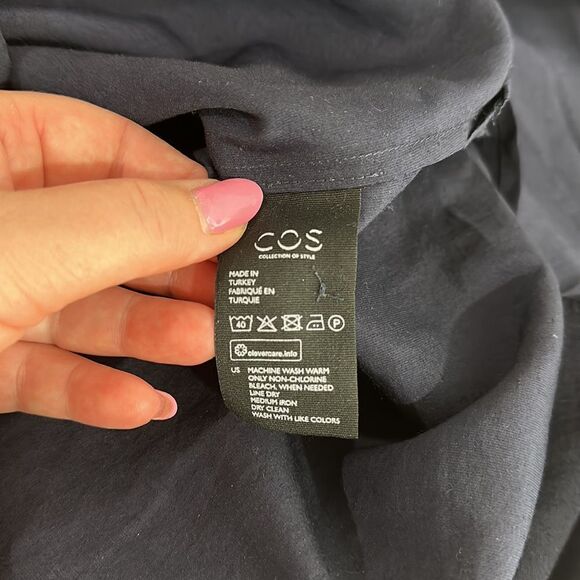 COS
COLLECTION OF STYLE
MADE IN
TURKEY
FABRIQUÉ EN
TURQUIE
40 P
clevercare.info
US MACHINE WASH WARM
ONLY NON-CHLORINE
BLEACH, WHEN NEEDED
LINE DRY
MEDIUM IRON
DRY CLEAN
WASH WITH LIKE COLORS